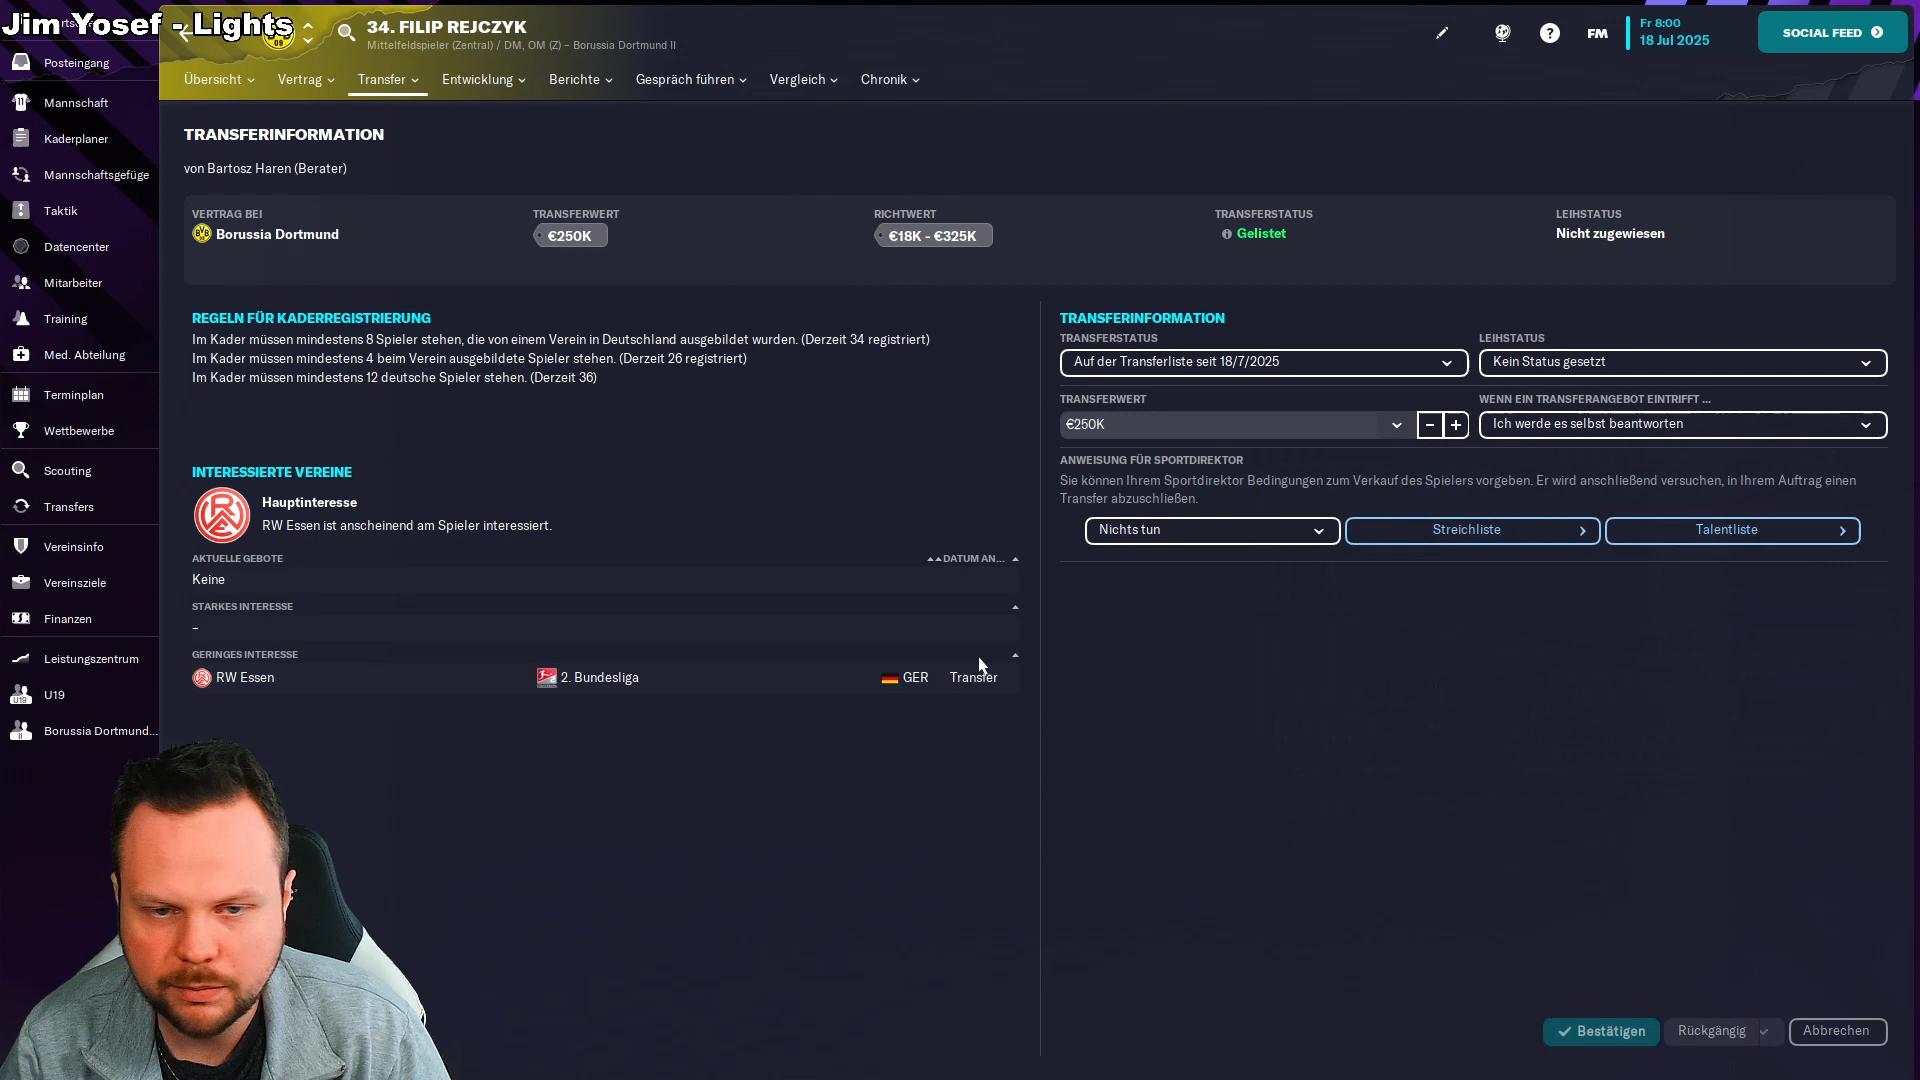 Jim Yosef - Lights
34. FILIP REJCZYK
Mittelfeldspieler (Zentral) / DM, OM (Z) – Borussia Dortmund II
FM
Fr 8:00
18 Jul 2025
SOCIAL FEED
Übersicht
Vertrag
Transfer
Entwicklung
Berichte
Gespräch führen
Vergleich
Chronik
Posteingang
Mannschaft
Kaderplaner
Mannschaftsgefüge
Taktik
Datencenter
Mitarbeiter
Training
Med. Abteilung
Terminplan
Wettbewerbe
Scouting
Transfers
Vereinsinfo
Vereinsziele
Finanzen
Leistungszentrum
U19
Borussia Dortmund...
TRANSFERINFORMATION
von Bartosz Haren (Berater)
VERTRAG BEI
Borussia Dortmund
TRANSFERWERT
€250K
RICHTWERT
€18K - €325K
TRANSFERSTATUS
Gelistet
LEIHSTATUS
Nicht zugewiesen
REGELN FÜR KADERREGISTRIERUNG
Im Kader müssen mindestens 8 Spieler stehen, die von einem Verein in Deutschland ausgebildet wurden. (Derzeit 34 registriert)
Im Kader müssen mindestens 4 beim Verein ausgebildete Spieler stehen. (Derzeit 26 registriert)
Im Kader müssen mindestens 12 deutsche Spieler stehen. (Derzeit 36)
INTERESSIERTE VEREINE
Hauptinteresse
RW Essen ist anscheinend am Spieler interessiert.
AKTUELLE GEBOTE
DATUM AN...
Keine
STARKES INTERESSE
–
GERINGES INTERESSE
RW Essen
2. Bundesliga
GER
Transfer
TRANSFERINFORMATION
TRANSFERSTATUS
Auf der Transferliste seit 18/7/2025
LEIHSTATUS
Kein Status gesetzt
TRANSFERWERT
€250K
WENN EIN TRANSFERANGEBOT EINTRIFFT ...
Ich werde es selbst beantworten
ANWEISUNG FÜR SPORTDIREKTOR
Sie können Ihrem Sportdirektor Bedingungen zum Verkauf des Spielers vorgeben. Er wird anschließend versuchen, in Ihrem Auftrag einen
Transfer abzuschließen.
Nichts tun
Streichliste
Talentliste
Bestätigen
Rückgängig
Abbrechen